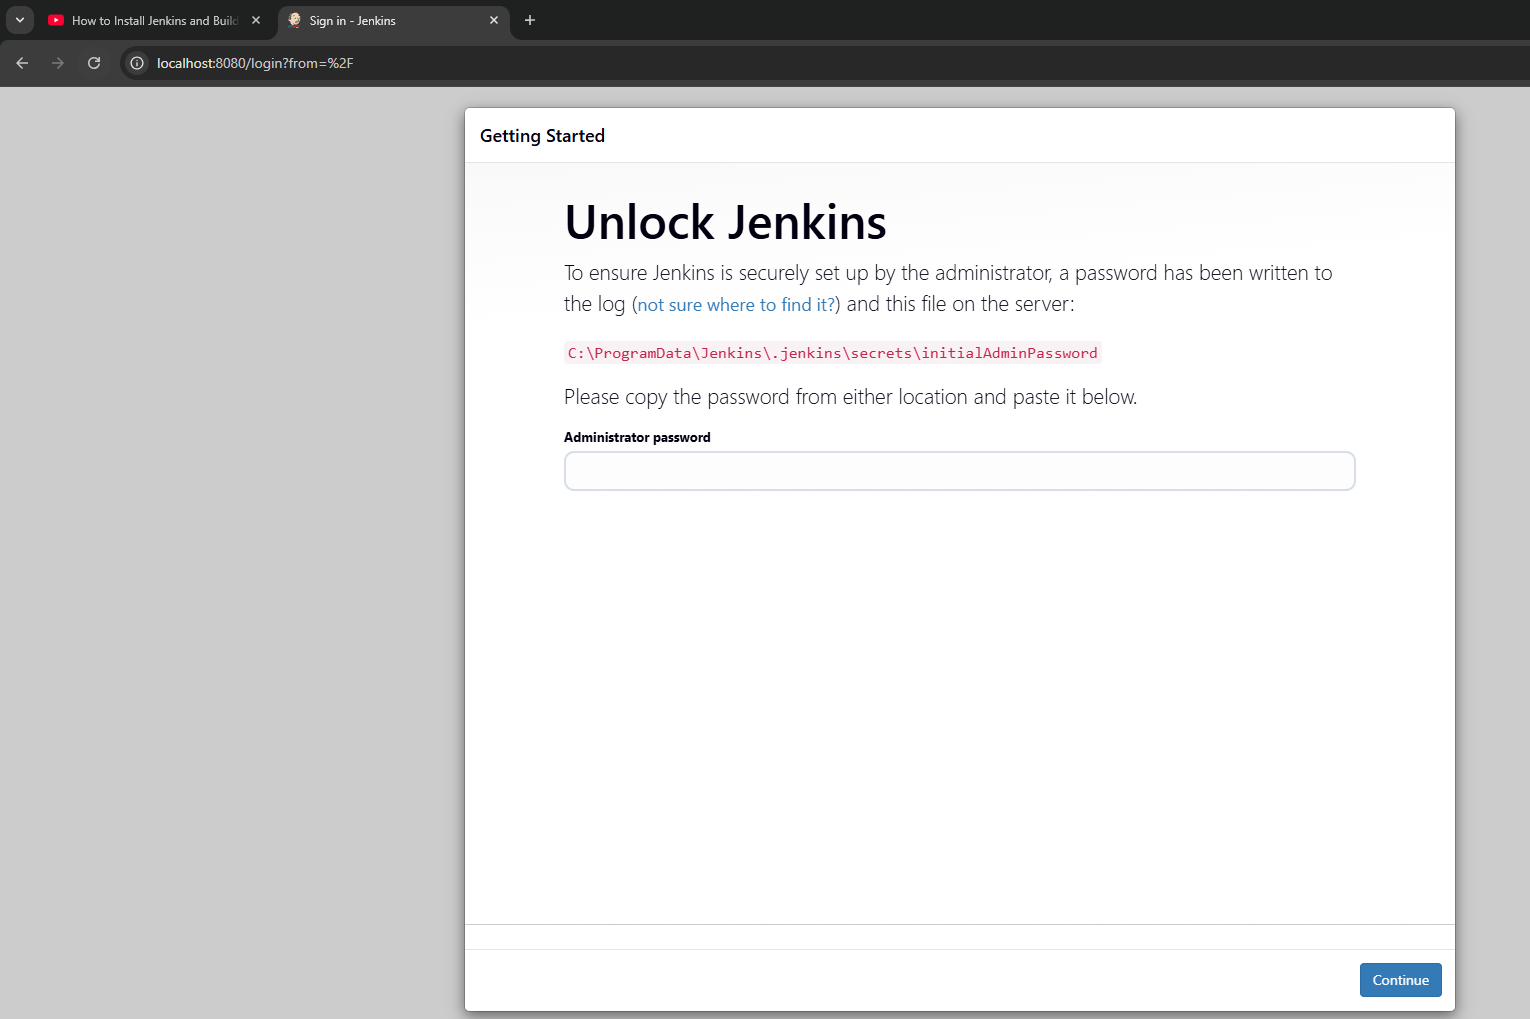 How to Install Jenkins and Build
Sign in - Jenkins
localhost:8080/login?from=%2F
Getting Started
Unlock Jenkins
To ensure Jenkins is securely set up by the administrator, a password has been written to
the log (not sure where to find it?) and this file on the server:
C:\ProgramData\Jenkins\.jenkins\secrets\initialAdminPassword
Please copy the password from either location and paste it below.
Administrator password
Continue